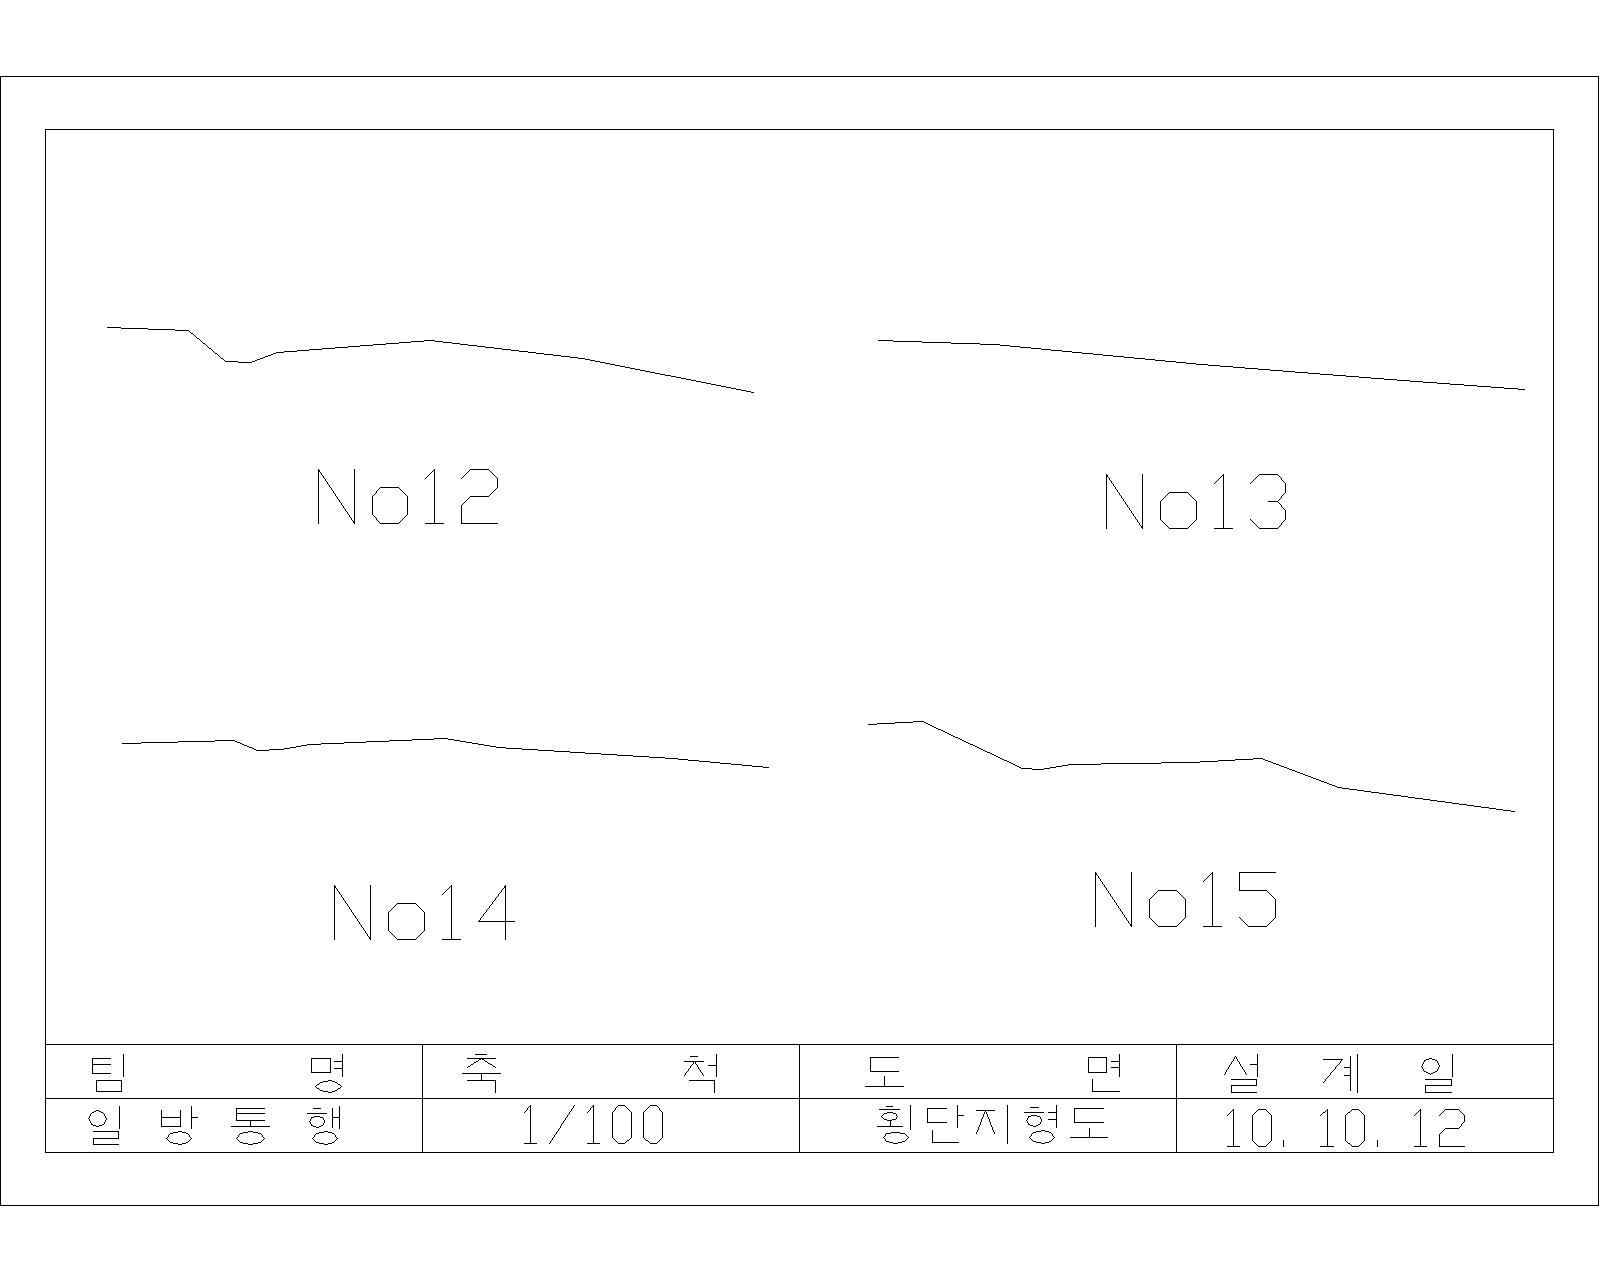 No12
No13
No14
No15
팀 명 축 척 도 면 설 계 일
일 방 통 행 1/100 횡단지형도 10. 10. 12